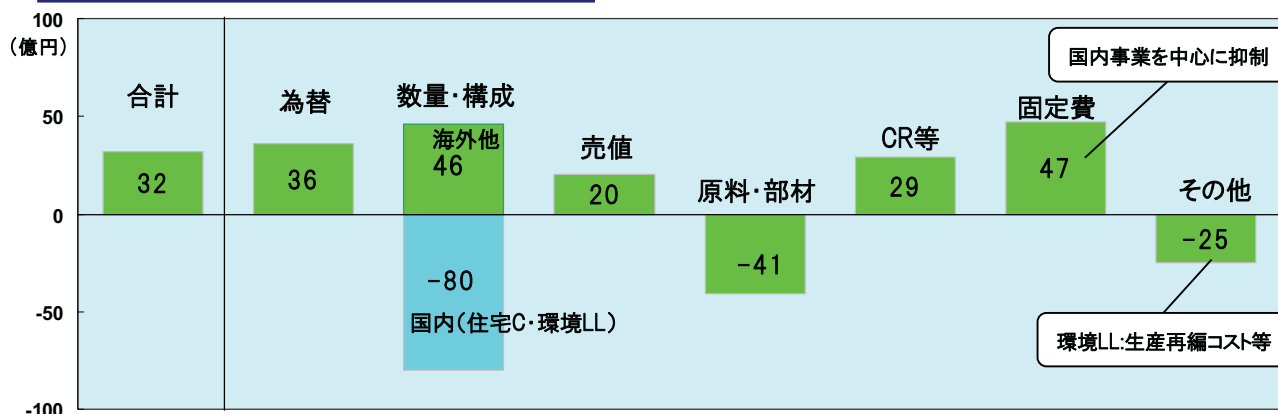 100
(億円)
50
0
-50
-100
合計
32
為替
36
数量・構成
海外他
46
-80
国内(住宅C・環境LL)
売値
20
原料・部材
-41
CR等
29
固定費
47
国内事業を中心に抑制
その他
-25
環境LL:生産再編コスト等